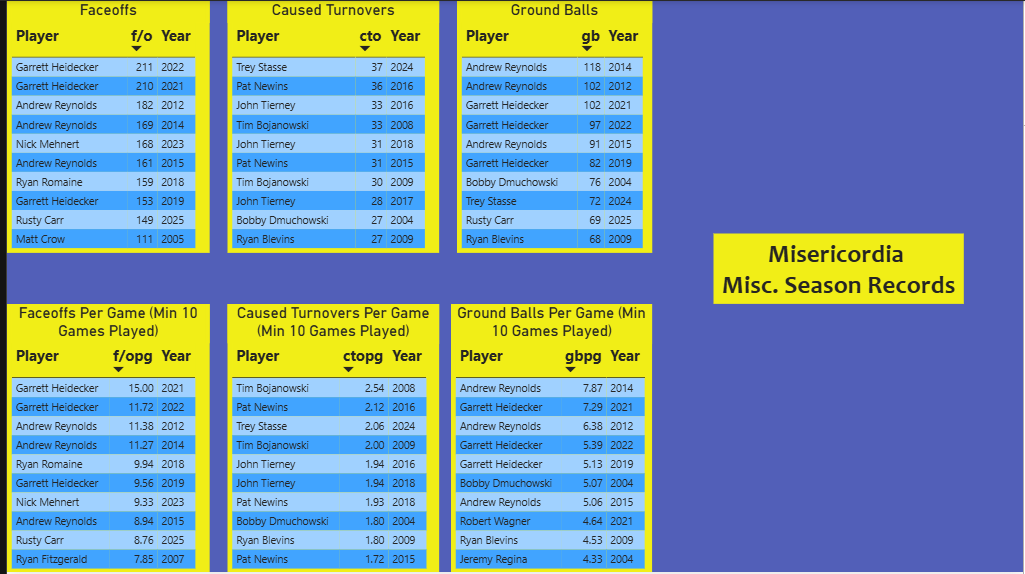 Faceoffs
Player f/o Year
Garrett Heidecker 211 2022
Garrett Heidecker 210 2021
Andrew Reynolds 182 2012
Andrew Reynolds 169 2014
Nick Mehnert 168 2023
Andrew Reynolds 161 2015
Ryan Romaine 159 2018
Garrett Heidecker 153 2019
Rusty Carr 149 2025
Matt Crow 111 2005
Caused Turnovers
Player cto Year
Trey Stasse 37 2024
Pat Newins 36 2016
John Tierney 33 2016
Tim Bojanowski 33 2008
John Tierney 31 2018
Pat Newins 31 2015
Tim Bojanowski 30 2009
John Tierney 28 2017
Bobby Dmuchowski 27 2004
Ryan Blevins 27 2009
Ground Balls
Player gb Year
Andrew Reynolds 118 2014
Andrew Reynolds 102 2012
Garrett Heidecker 102 2021
Garrett Heidecker 97 2022
Andrew Reynolds 91 2015
Garrett Heidecker 82 2019
Bobby Dmuchowski 76 2004
Trey Stasse 72 2024
Rusty Carr 69 2025
Ryan Blevins 68 2009
Misericordia
Misc. Season Records
Faceoffs Per Game (Min 10
Games Played)
Player f/opg Year
Garrett Heidecker 15.00 2021
Garrett Heidecker 11.72 2022
Andrew Reynolds 11.38 2012
Andrew Reynolds 11.27 2014
Ryan Romaine 9.94 2018
Garrett Heidecker 9.56 2019
Nick Mehnert 9.33 2023
Andrew Reynolds 8.94 2015
Rusty Carr 8.76 2025
Ryan Fitzgerald 7.85 2007
Caused Turnovers Per Game
(Min 10 Games Played)
Player ctopg Year
Tim Bojanowski 2.54 2008
Pat Newins 2.12 2016
Trey Stasse 2.06 2024
Tim Bojanowski 2.00 2009
John Tierney 1.94 2016
John Tierney 1.94 2018
Pat Newins 1.93 2018
Bobby Dmuchowski 1.80 2004
Ryan Blevins 1.80 2009
Pat Newins 1.72 2015
Ground Balls Per Game (Min
10 Games Played)
Player gbpg Year
Andrew Reynolds 7.87 2014
Garrett Heidecker 7.29 2021
Andrew Reynolds 6.38 2012
Garrett Heidecker 5.39 2022
Garrett Heidecker 5.13 2019
Bobby Dmuchowski 5.07 2004
Andrew Reynolds 5.06 2015
Robert Wagner 4.64 2021
Ryan Blevins 4.53 2009
Jeremy Regina 4.33 2004